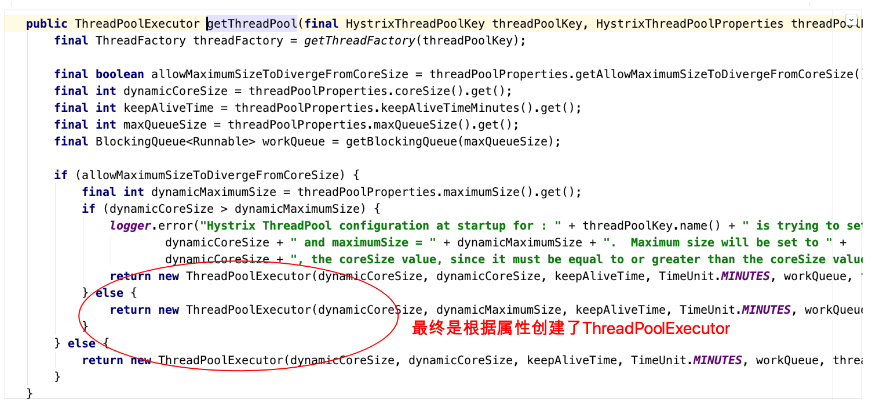 public ThreadPoolExecutor getThreadPool(final HystrixThreadPoolKey threadPoolKey, HystrixThreadPoolProperties threadPool
final ThreadFactory threadFactory = getThreadFactory(threadPoolKey);
final boolean allowMaximumSizeToDivergeFromCoreSize = threadPoolProperties.getAllowMaximumSizeToDivergeFromCoreSize()
final int dynamicCoreSize = threadPoolProperties.coreSize().get();
final int keepAliveTime = threadPoolProperties.keepAliveTimeMinutes().get();
final int maxQueueSize = threadPoolProperties.maxQueueSize().get();
final BlockingQueue<Runnable> workQueue = getBlockingQueue(maxQueueSize);
if (allowMaximumSizeToDivergeFromCoreSize) {
final int dynamicMaximumSize = threadPoolProperties.maximumSize().get();
if (dynamicCoreSize > dynamicMaximumSize) {
logger.error("Hystrix ThreadPool configuration at startup for : " + threadPoolKey.name() + " is trying to set
dynamicCoreSize + " and maximumSize = " + dynamicMaximumSize + ".  Maximum size will be set to " +
dynamicCoreSize + ", the coreSize value, since it must be equal to or greater than the coreSize value
return new ThreadPoolExecutor(dynamicCoreSize, dynamicCoreSize, keepAliveTime, TimeUnit.MINUTES, workQueue,
} else {
return new ThreadPoolExecutor(dynamicCoreSize, dynamicMaximumSize, keepAliveTime, TimeUnit.MINUTES, workQueue
}
最终是根据属性创建了ThreadPoolExecutor
} else {
return new ThreadPoolExecutor(dynamicCoreSize, dynamicCoreSize, keepAliveTime, TimeUnit.MINUTES, workQueue, thre
}
}